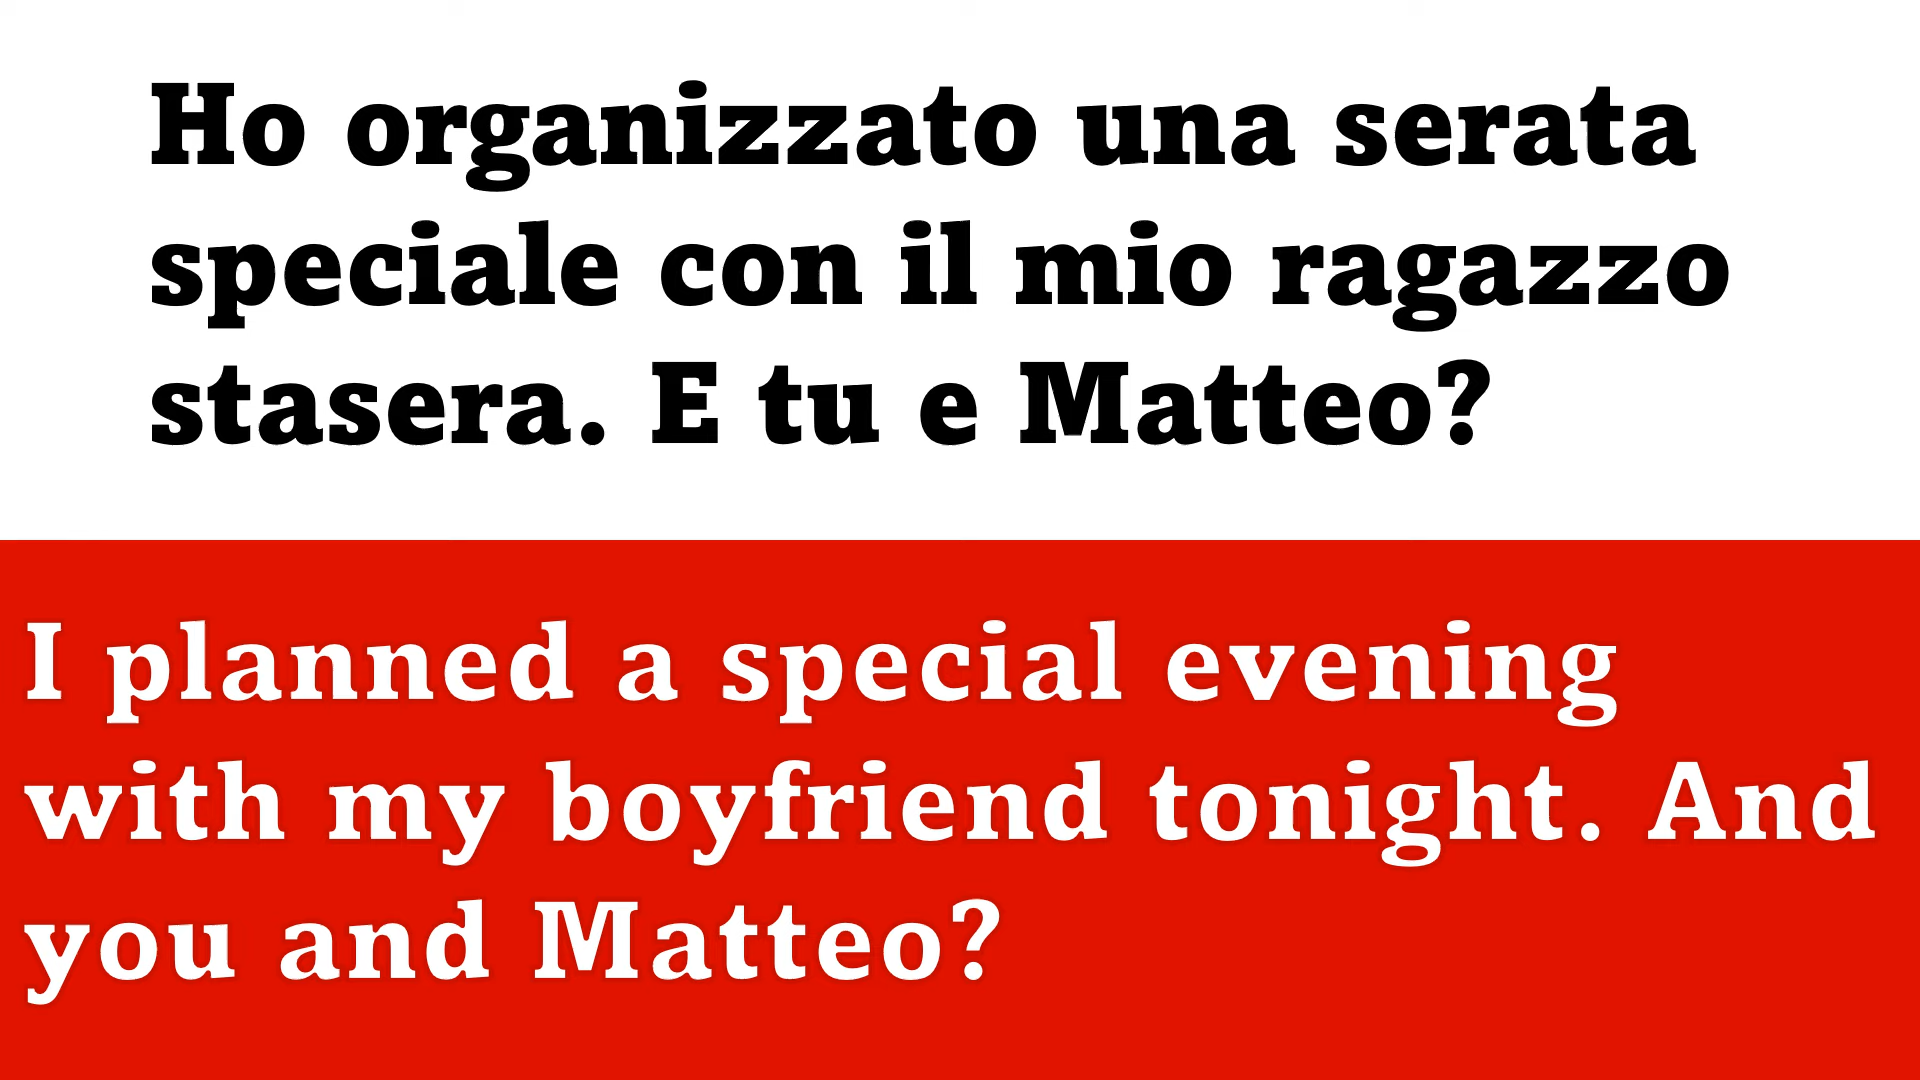 Ho organizzato una serata
speciale con il mio ragazzo
stasera. E tu e Matteo?
I planned a special evening
with my boyfriend tonight. And
you and Matteo?